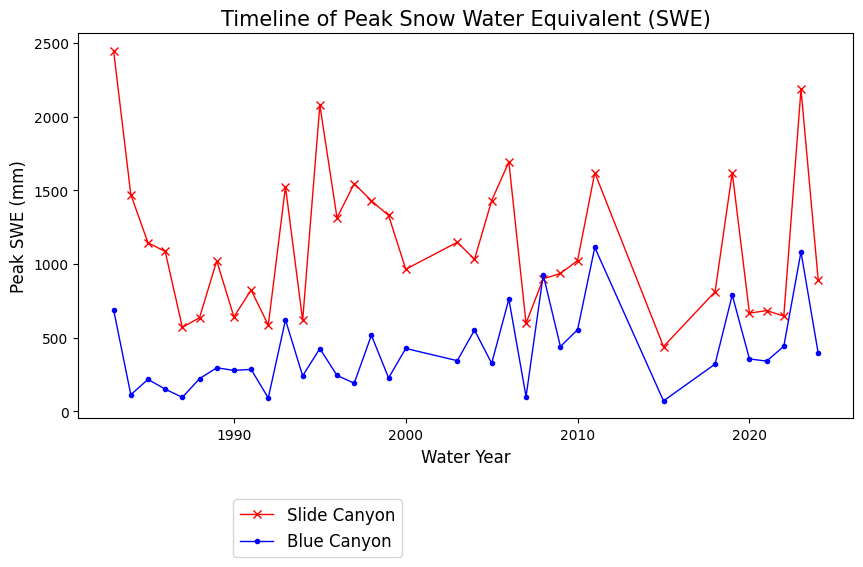 Timeline of Peak Snow Water Equivalent (SWE)
2500
2000
1500
1000
500
0
Peak SWE (mm)
1990 2000 2010 2020
Water Year
Slide Canyon
Blue Canyon